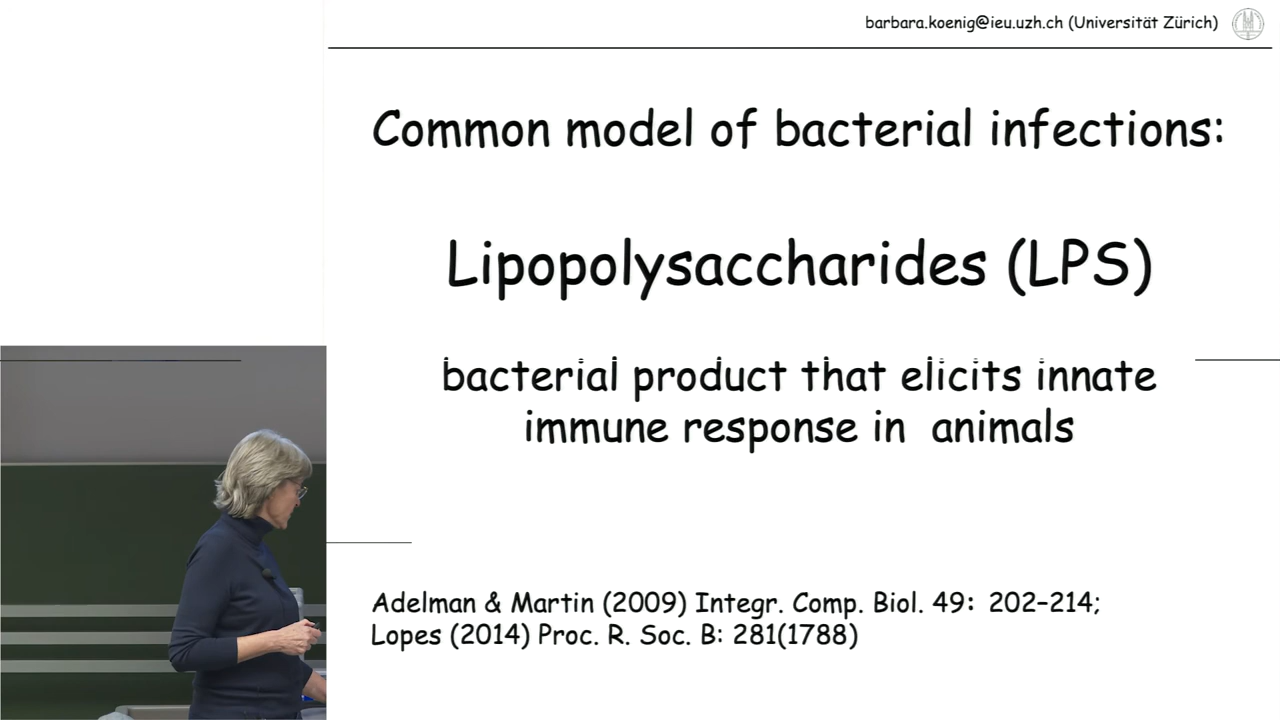 barbara.koenig@ieu.uzh.ch (Universität Zürich)
Common model of bacterial infections:
Lipopolysaccharides (LPS)
bacterial product that elicits innate
immune response in animals
Adelman & Martin (2009) Integr. Comp. Biol. 49: 202–214;
Lopes (2014) Proc. R. Soc. B: 281(1788)